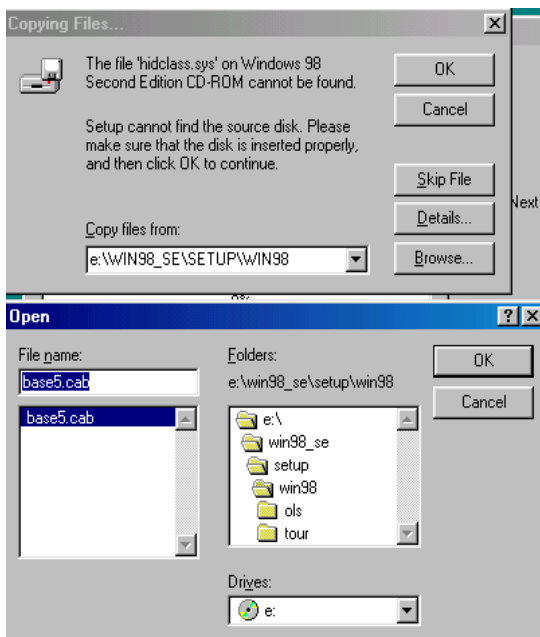 Copying Files...
The file 'hidclass.sys' on Windows 98
Second Edition CD-ROM cannot be found.
Setup cannot find the source disk. Please
make sure that the disk is inserted properly,
and then click OK to continue.
Copy files from:
e:\WIN98_SE\SETUP\WIN98
OK
Cancel
Skip File
Details...
Browse...
Next
0%
Open
File name:
base5.cab
base5.cab
Folders:
e:\win98_se\setup\win98
e:\
win98_se
setup
win98
ols
tour
Drives:
e:
OK
Cancel